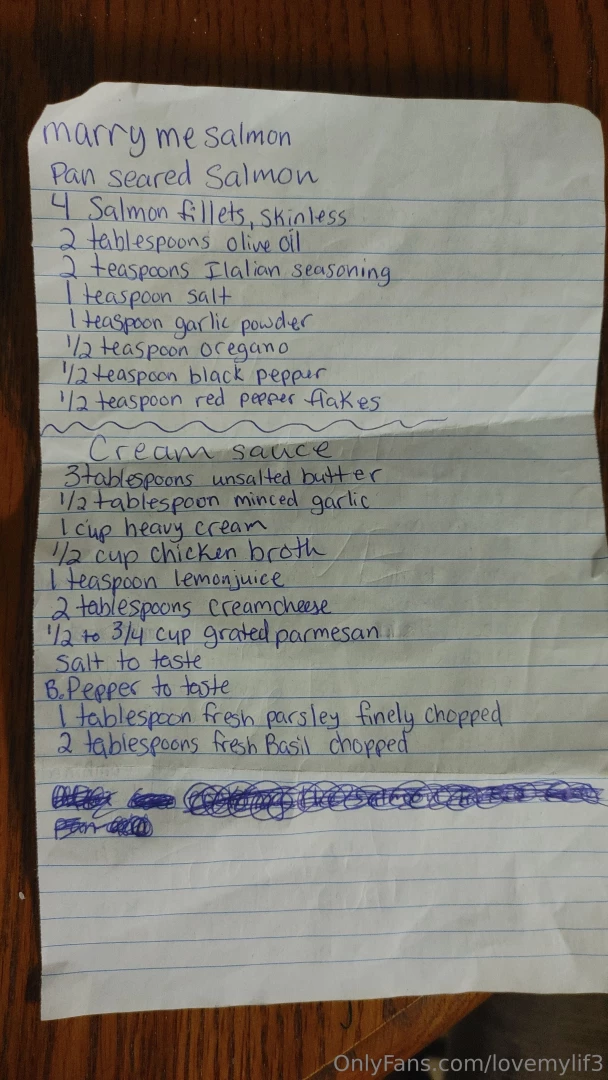 marry me salmon
Pan seared Salmon
4 Salmon fillets, skinless
2 tablespoons olive oil
2 teaspoons Ilalian seasoning
1 teaspoon salt
1 teaspoon garlic powder
1/2 teaspoon oregano
1/2 teaspoon black pepper
1/2 teaspoon red pepper flakes
Cream sauce
3 tablespoons unsalted butter
1/2 tablespoon minced garlic
1 cup heavy cream
1/2 cup chicken broth
1 teaspoon lemon juice
2 tablespoons creamcheese
1/2 to 3/4 cup grated parmesan
Salt to taste
B.Pepper to taste
1 tablespoon fresh parsley finely chopped
2 tablespoons fresh Basil chopped
OnlyFans.com/lovemylif3